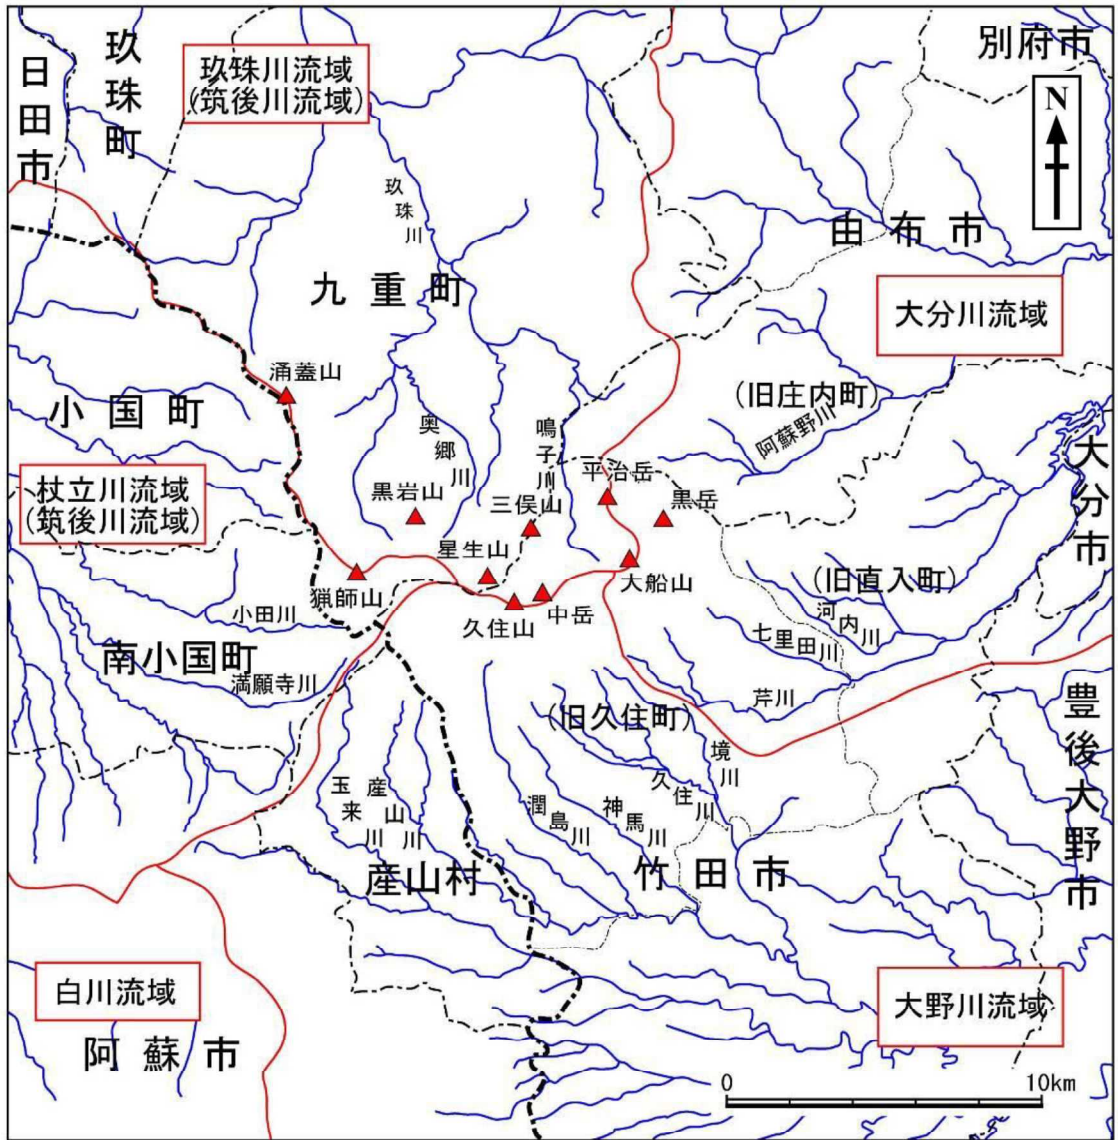 別府市
玖珠町
日田市
玖珠川流域
(筑後川流域)
N
玖珠川
由布市
九重町
大分川流域
涌蓋山
小国町
(旧庄内町)
阿蘇野川
奥郷川
鳴子川
大分市
平治岳
杖立川流域
(筑後川流域)
黒岩山
三俣山
黒岳
星生山
大船山
(旧直入町)
猟師山
久住山
中岳
河内川
小田川
七里田川
南小国町
満願寺川
芹川
(旧久住町)
豊後大野市
境川
久住川
玉来川
産山川
潤島川
神馬川
産山村
竹田市
白川流域
大野川流域
阿蘇市
0 10km